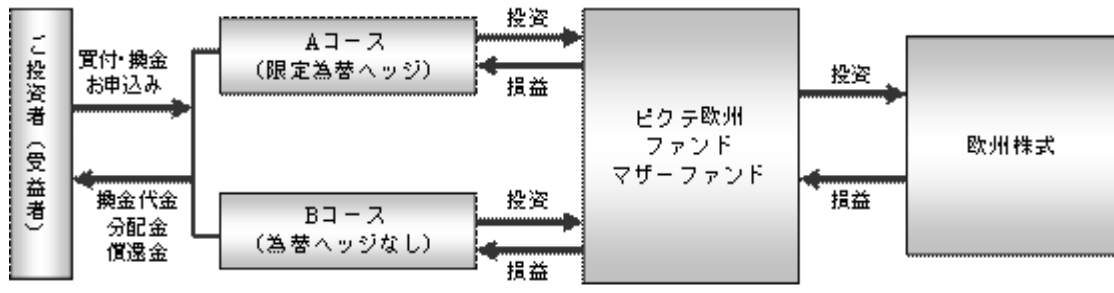 ご投資者（受益者）
買付・換金
お申込み
換金代金
分配金
償還金
Aコース
（限定為替ヘッジ）
Bコース
（為替ヘッジなし）
投資
損益
投資
損益
ピクテ欧州
ファンド
マザーファンド
投資
損益
欧州株式